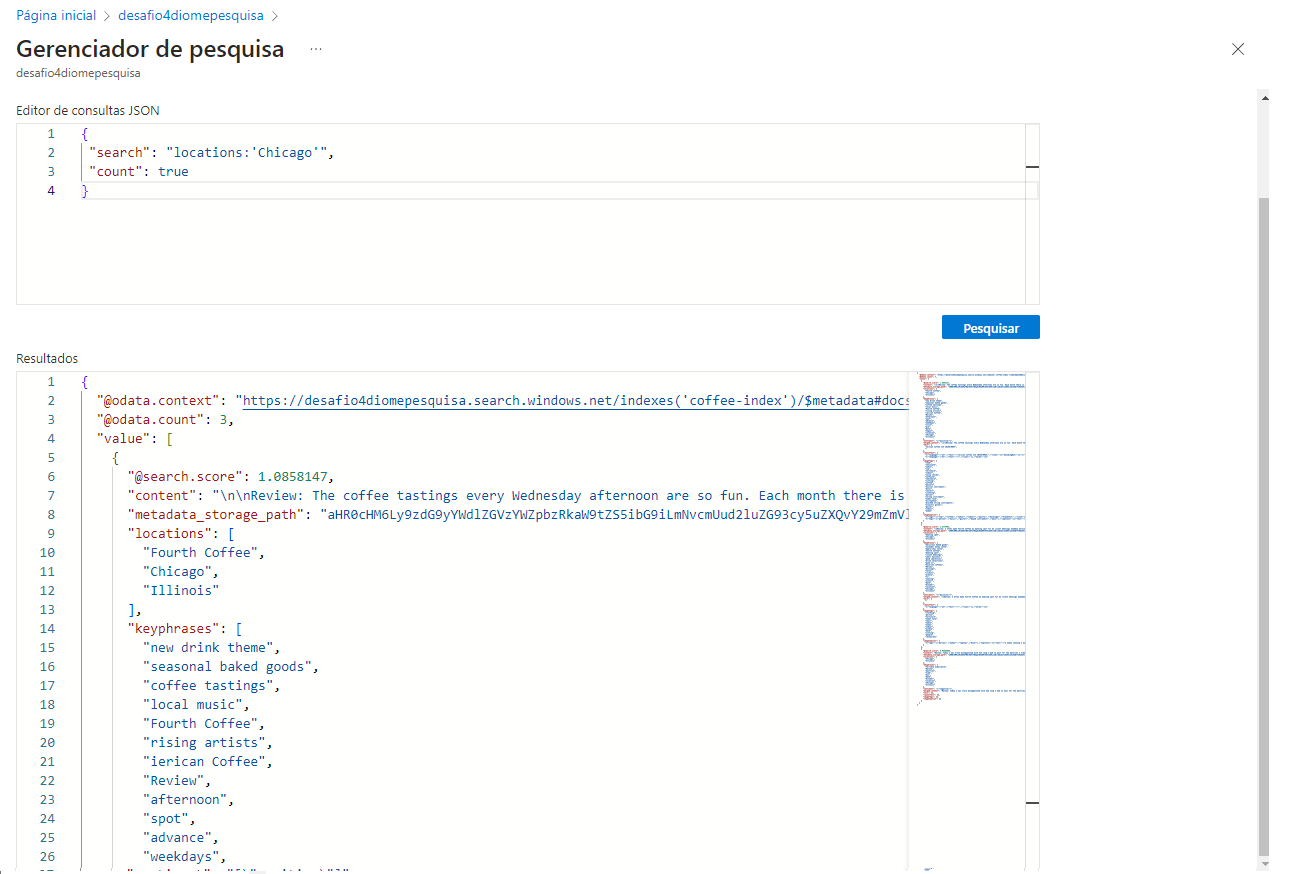 Página inicial > desafio4diomepesquisa >
Gerenciador de pesquisa ...
desafio4diomepesquisa
Editor de consultas JSON
1 {
2 "search": "locations:'Chicago'",
3 "count": true
4 }
Pesquisar
Resultados
1 {
2 "@odata.context": "https://desafio4diomepesquisa.search.windows.net/indexes('coffee-index')/$metadata#docs
3 "@odata.count": 3,
4 "value": [
5 {
6 "@search.score": 1.0858147,
7 "content": "\n\nReview: The coffee tastings every Wednesday afternoon are so fun. Each month there is
8 "metadata_storage_path": "aHR0cHM6Ly9zdG9yYWdlZGVzYWZpbzRkaW9tZS5ibG9iLmNvcmUud2luZG93cy5uZXQvY29mZmVl
9 "locations": [
10 "Fourth Coffee",
11 "Chicago",
12 "Illinois"
13 ],
14 "keyphrases": [
15 "new drink theme",
16 "seasonal baked goods",
17 "coffee tastings",
18 "local music",
19 "Fourth Coffee",
20 "rising artists",
21 "ierican Coffee",
22 "Review",
23 "afternoon",
24 "spot",
25 "advance",
26 "weekdays",